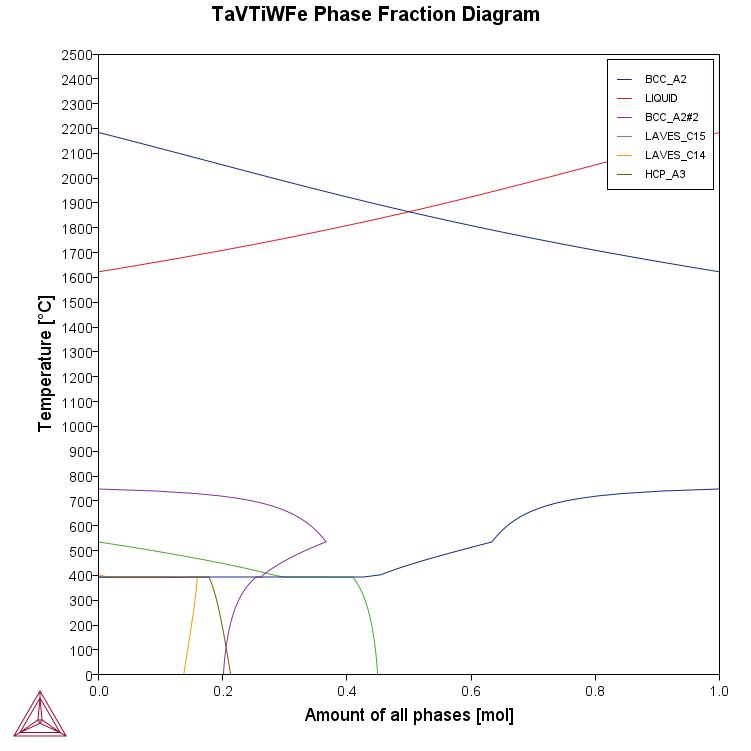 TaVTiWFe Phase Fraction Diagram
2500
2400
2300
2200
2100
2000
1900
1800
1700
1600
1500
1400
1300
1200
1100
1000
900
800
700
600
500
400
300
200
100
0
Temperature [°C]
BCC_A2
LIQUID
BCC_A2#2
LAVES_C15
LAVES_C14
HCP_A3
0.0 0.2 0.4 0.6 0.8 1.0
Amount of all phases [mol]